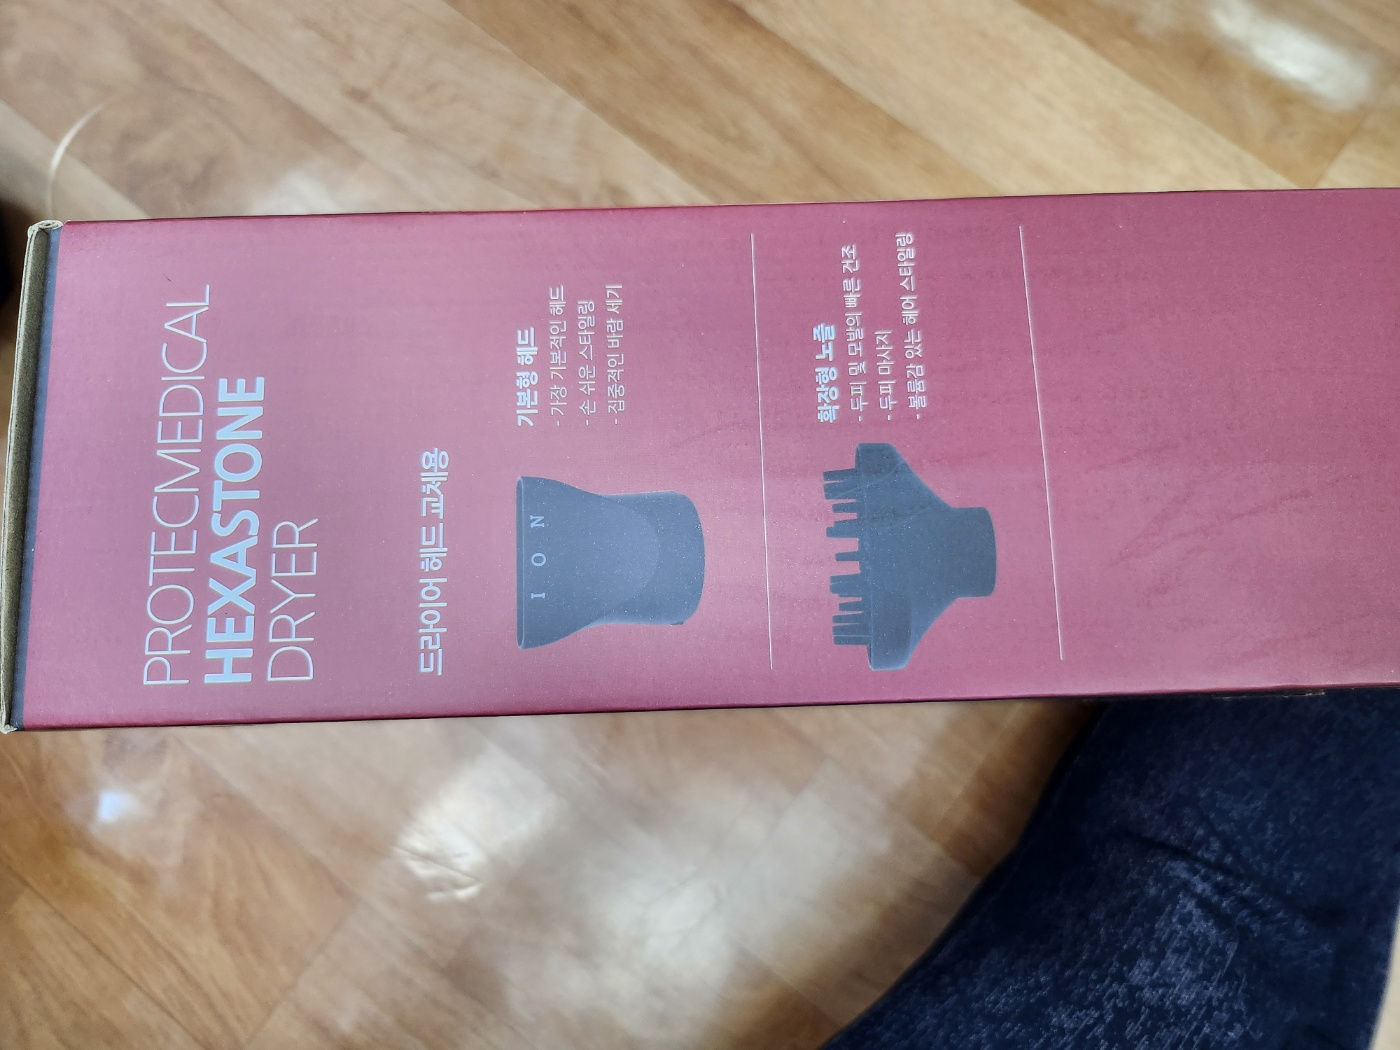 PROTECMEDICAL
HEXASTONE
DRYER
드라이어 헤드 교체용
I O N
기본형 헤드
- 가장 기본적인 헤드
- 손 쉬운 스타일링
- 집중적인 바람 세기
확장형 노즐
- 두피 및 모발의 빠른 건조
- 두피 마사지
- 볼륨감 있는 헤어 스타일링